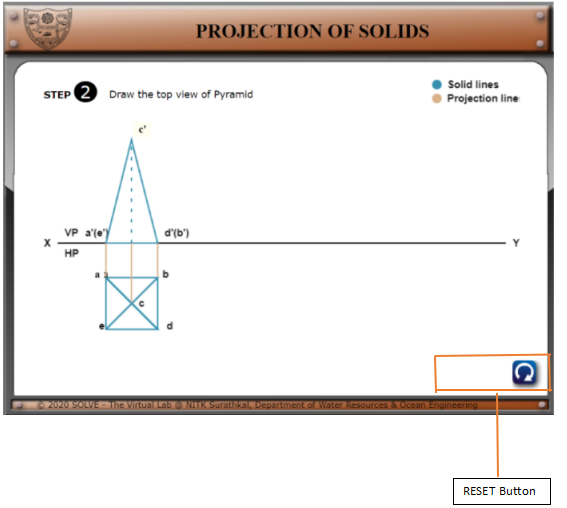 PROJECTION OF SOLIDS
STEP 2 Draw the top view of Pyramid
Solid lines
Projection line
c'
VP a'(e') d'(b')
X Y
HP
a a b
c
e d
© 2020 SOLVE - The Virtual Lab @ NITK Surathkal, Department of Water Resources & Ocean Engineering
RESET Button